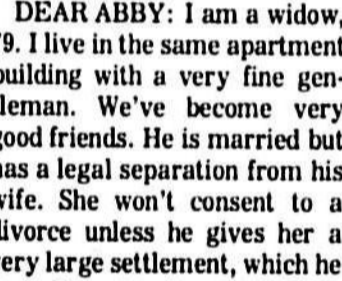 DEAR ABBY: I am a widow,
79. I live in the same apartment
building with a very fine gen-
tleman. We've become very
good friends. He is married but
has a legal separation from his
wife. She won't consent to a
divorce unless he gives her a
very large settlement, which he